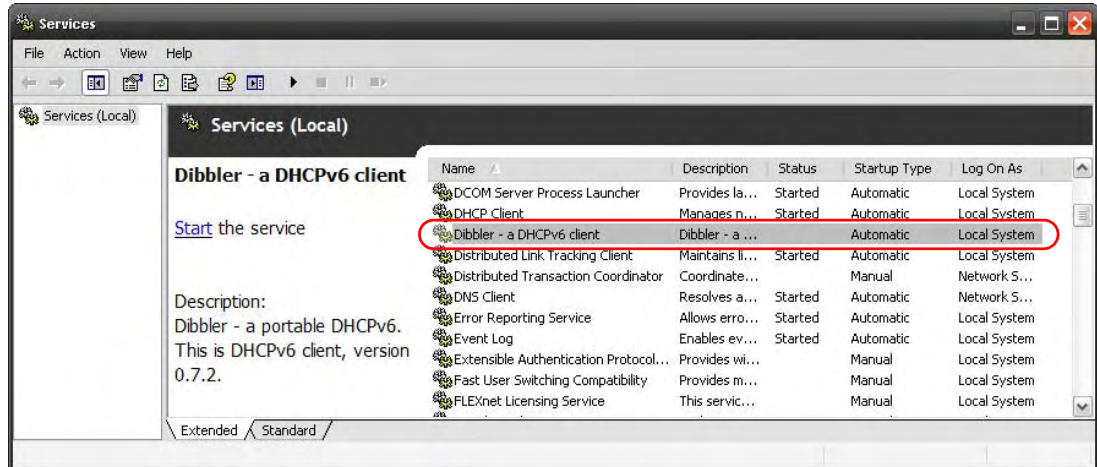 Services
File Action View Help
Services (Local)
Services (Local)
Dibbler - a DHCPv6 client
Start the service
Description:
Dibbler - a portable DHCPv6.
This is DHCPv6 client, version
0.7.2.
Name Description Status Startup Type Log On As
DCOM Server Process Launcher Provides la... Started Automatic Local System
DHCP Client Manages n... Started Automatic Local System
Dibbler - a DHCPv6 client Dibbler - a ... Automatic Local System
Distributed Link Tracking Client Maintains li... Started Automatic Local System
Distributed Transaction Coordinator Coordinate... Manual Network S...
DNS Client Resolves a... Started Automatic Network S...
Error Reporting Service Allows erro... Started Automatic Local System
Event Log Enables ev... Started Automatic Local System
Extensible Authentication Protocol... Provides wi... Manual Local System
Fast User Switching Compatibility Provides m... Manual Local System
FLEXnet Licensing Service This servic... Manual Local System
Extended Standard